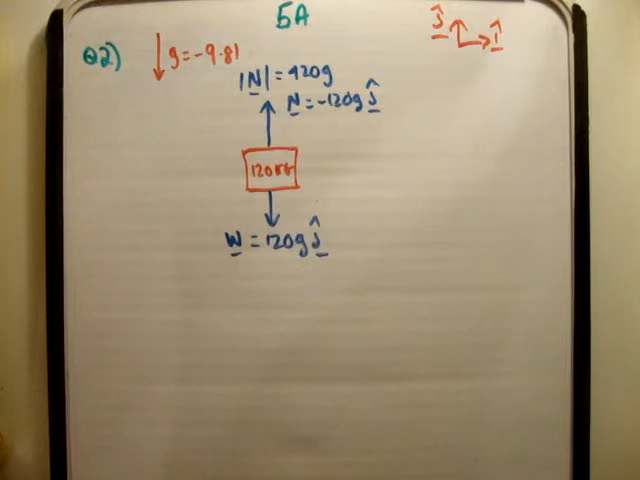 5A
Q2) g = -9.81
ĵ î
|N| = 120g
N = -120g ĵ
120kg
W = 120g ĵ